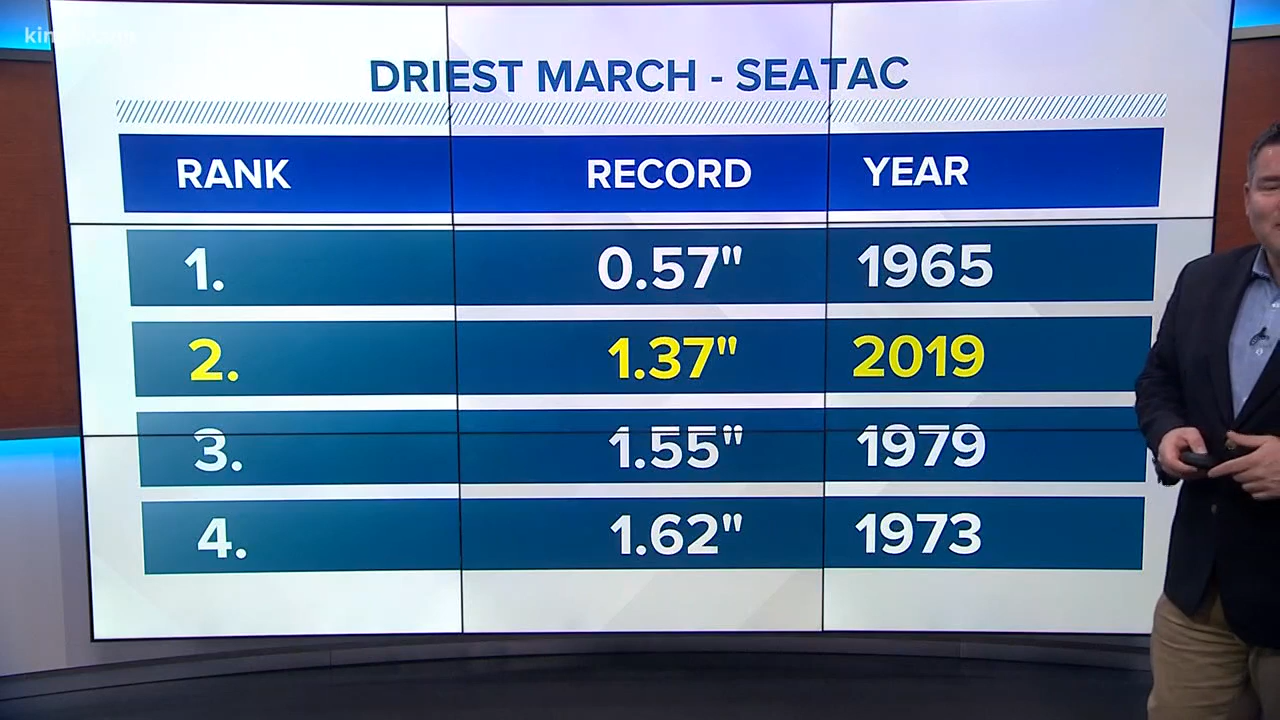 DRIEST MARCH - SEATAC
RANK RECORD YEAR
1. 0.57" 1965
2. 1.37" 2019
3. 1.55" 1979
4. 1.62" 1973